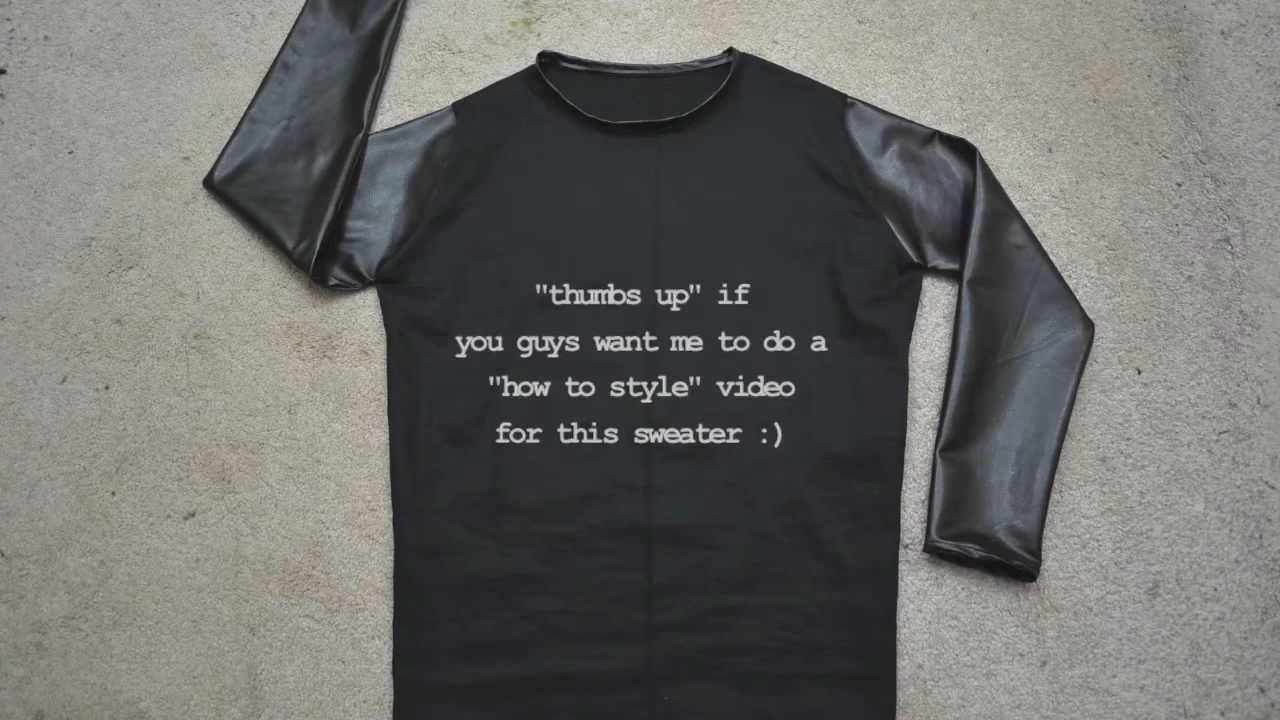 "thumbs up" if
you guys want me to do a
"how to style" video
for this sweater :)